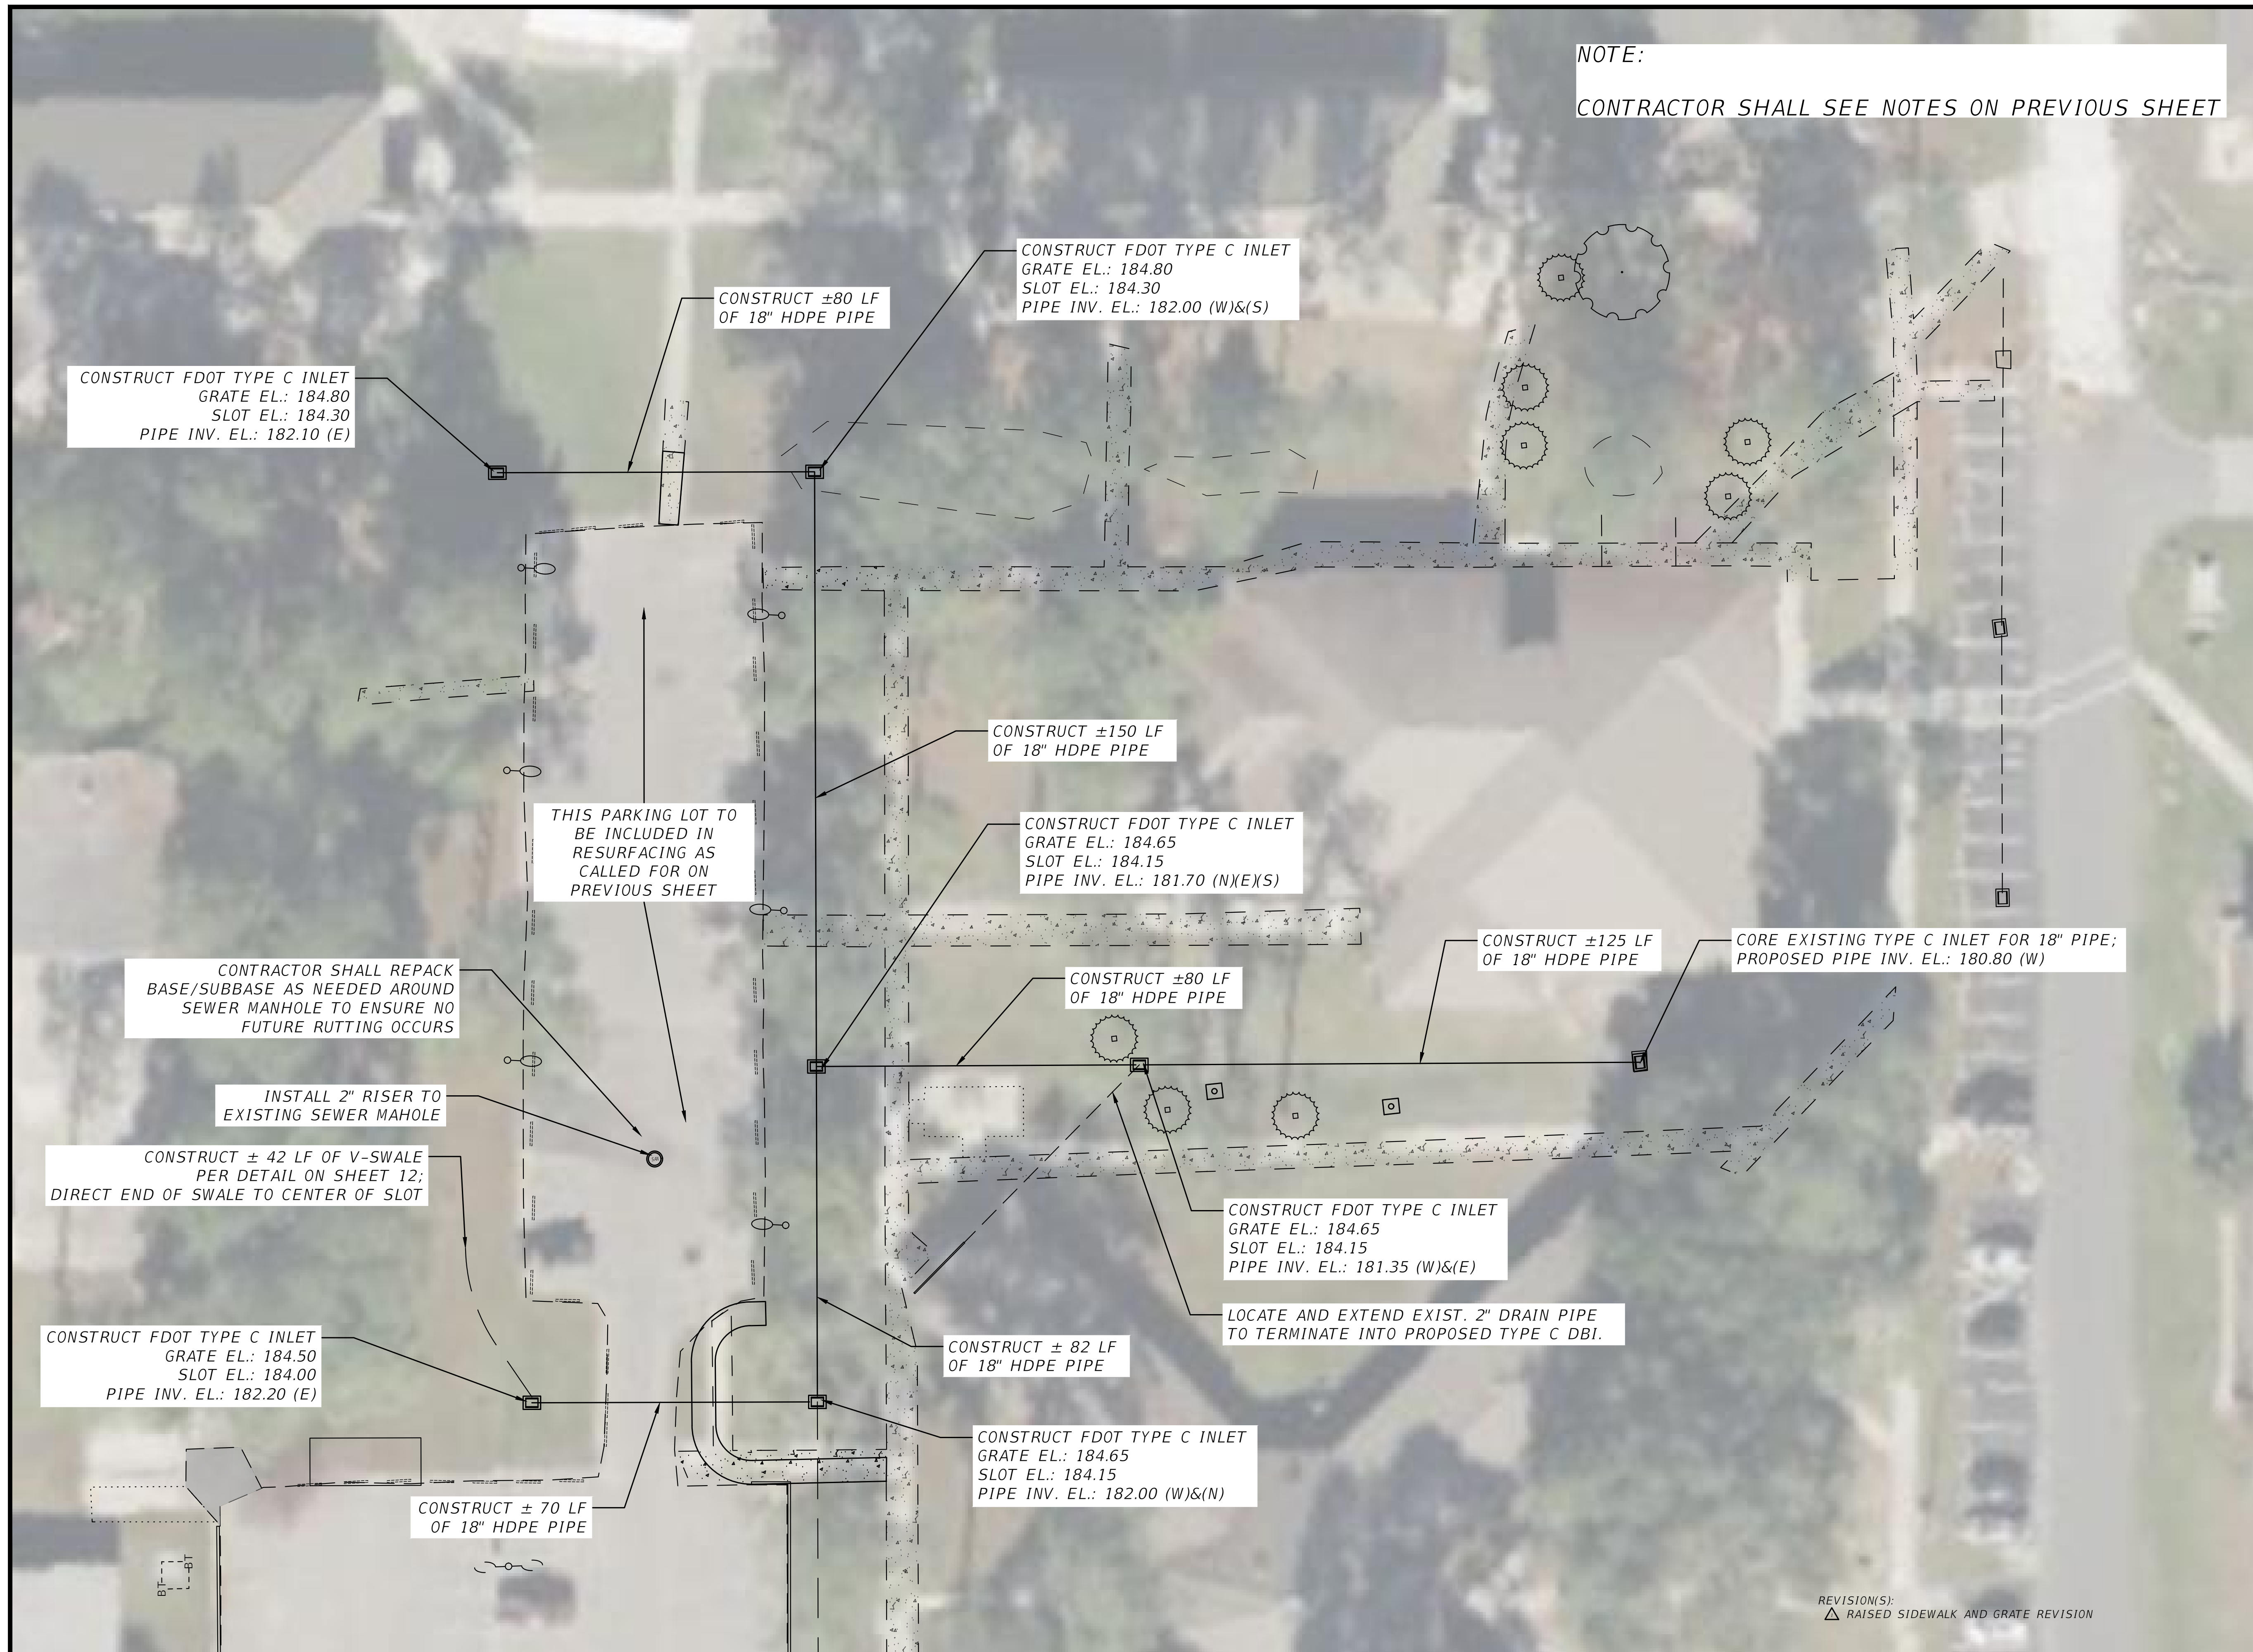 NOTE:
CONTRACTOR SHALL SEE NOTES ON PREVIOUS SHEET
CONSTRUCT FDOT TYPE C INLET
GRATE EL.: 184.80
SLOT EL.: 184.30
PIPE INV. EL.: 182.00 (W)&(S)
CONSTRUCT ±80 LF
OF 18" HDPE PIPE
CONSTRUCT FDOT TYPE C INLET
GRATE EL.: 184.80
SLOT EL.: 184.30
PIPE INV. EL.: 182.10 (E)
CONSTRUCT ±150 LF
OF 18" HDPE PIPE
THIS PARKING LOT TO
BE INCLUDED IN
RESURFACING AS
CALLED FOR ON
PREVIOUS SHEET
CONSTRUCT FDOT TYPE C INLET
GRATE EL.: 184.65
SLOT EL.: 184.15
PIPE INV. EL.: 181.70 (N)(E)(S)
CONSTRUCT ±125 LF
OF 18" HDPE PIPE
CORE EXISTING TYPE C INLET FOR 18" PIPE;
PROPOSED PIPE INV. EL.: 180.80 (W)
CONTRACTOR SHALL REPACK
BASE/SUBBASE AS NEEDED AROUND
SEWER MANHOLE TO ENSURE NO
FUTURE RUTTING OCCURS
CONSTRUCT ±80 LF
OF 18" HDPE PIPE
INSTALL 2" RISER TO
EXISTING SEWER MAHOLE
CONSTRUCT ± 42 LF OF V-SWALE
PER DETAIL ON SHEET 12;
DIRECT END OF SWALE TO CENTER OF SLOT
CONSTRUCT FDOT TYPE C INLET
GRATE EL.: 184.65
SLOT EL.: 184.15
PIPE INV. EL.: 181.35 (W)&(E)
LOCATE AND EXTEND EXIST. 2" DRAIN PIPE
TO TERMINATE INTO PROPOSED TYPE C DBI.
CONSTRUCT FDOT TYPE C INLET
GRATE EL.: 184.50
SLOT EL.: 184.00
PIPE INV. EL.: 182.20 (E)
CONSTRUCT ± 82 LF
OF 18" HDPE PIPE
CONSTRUCT FDOT TYPE C INLET
GRATE EL.: 184.65
SLOT EL.: 184.15
PIPE INV. EL.: 182.00 (W)&(N)
CONSTRUCT ± 70 LF
OF 18" HDPE PIPE
BT
BT
REVISION(S):
RAISED SIDEWALK AND GRATE REVISION